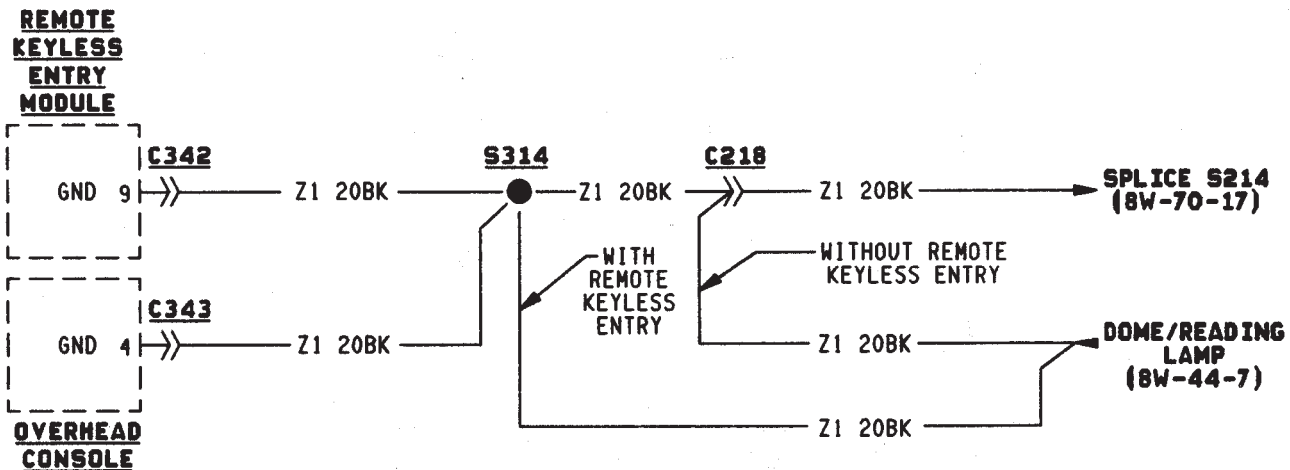 REMOTE
KEYLESS
ENTRY
MODULE
GND 9
C342
Z1 20BK
S314
Z1 20BK
C218
Z1 20BK
SPLICE S214
(8W-70-17)
WITH
REMOTE
KEYLESS
ENTRY
WITHOUT REMOTE
KEYLESS ENTRY
GND 4
C343
Z1 20BK
Z1 20BK
DOME/READING
LAMP
(8W-44-7)
Z1 20BK
OVERHEAD
CONSOLE